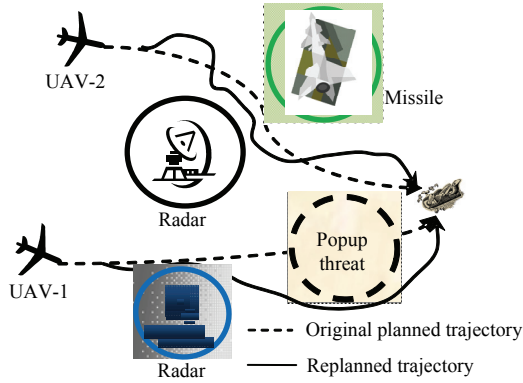 UAV-2
Missile
Radar
Popup
threat
UAV-1
Original planned trajectory
Replanned trajectory
Radar